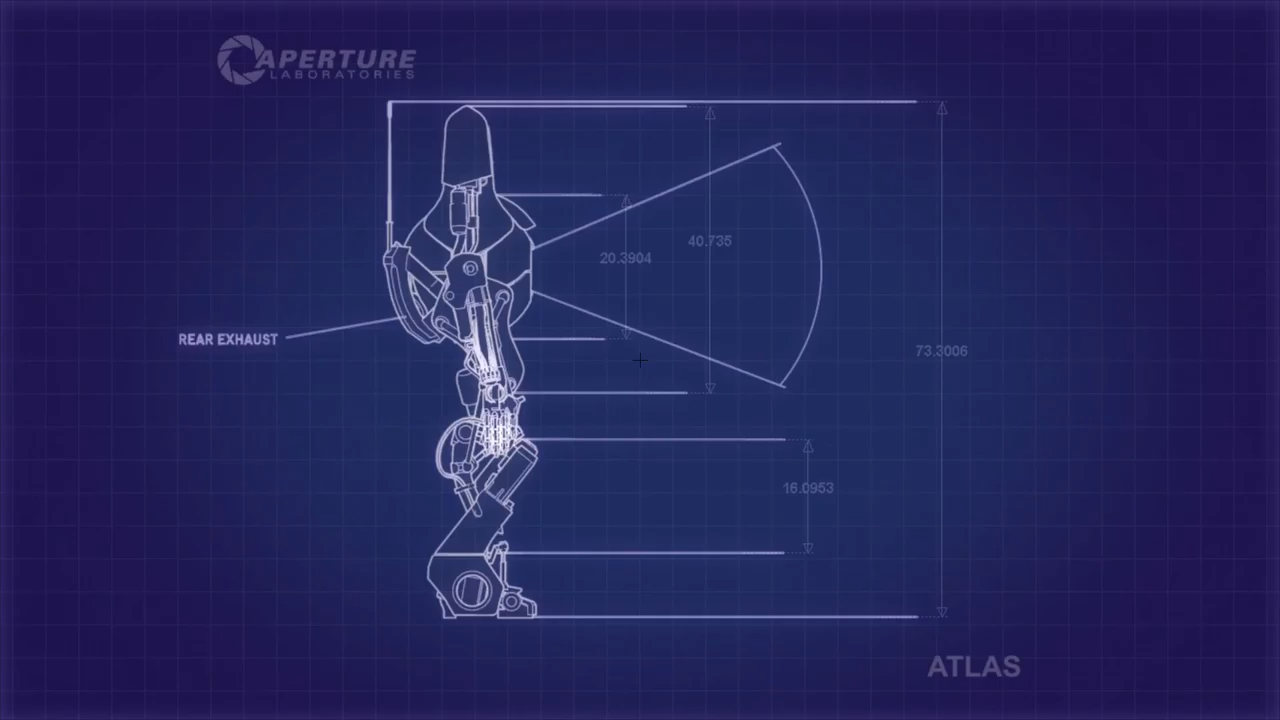 APERTURE
LABORATORIES
40.735
20.3904
REAR EXHAUST
73.3006
16.0953
ATLAS